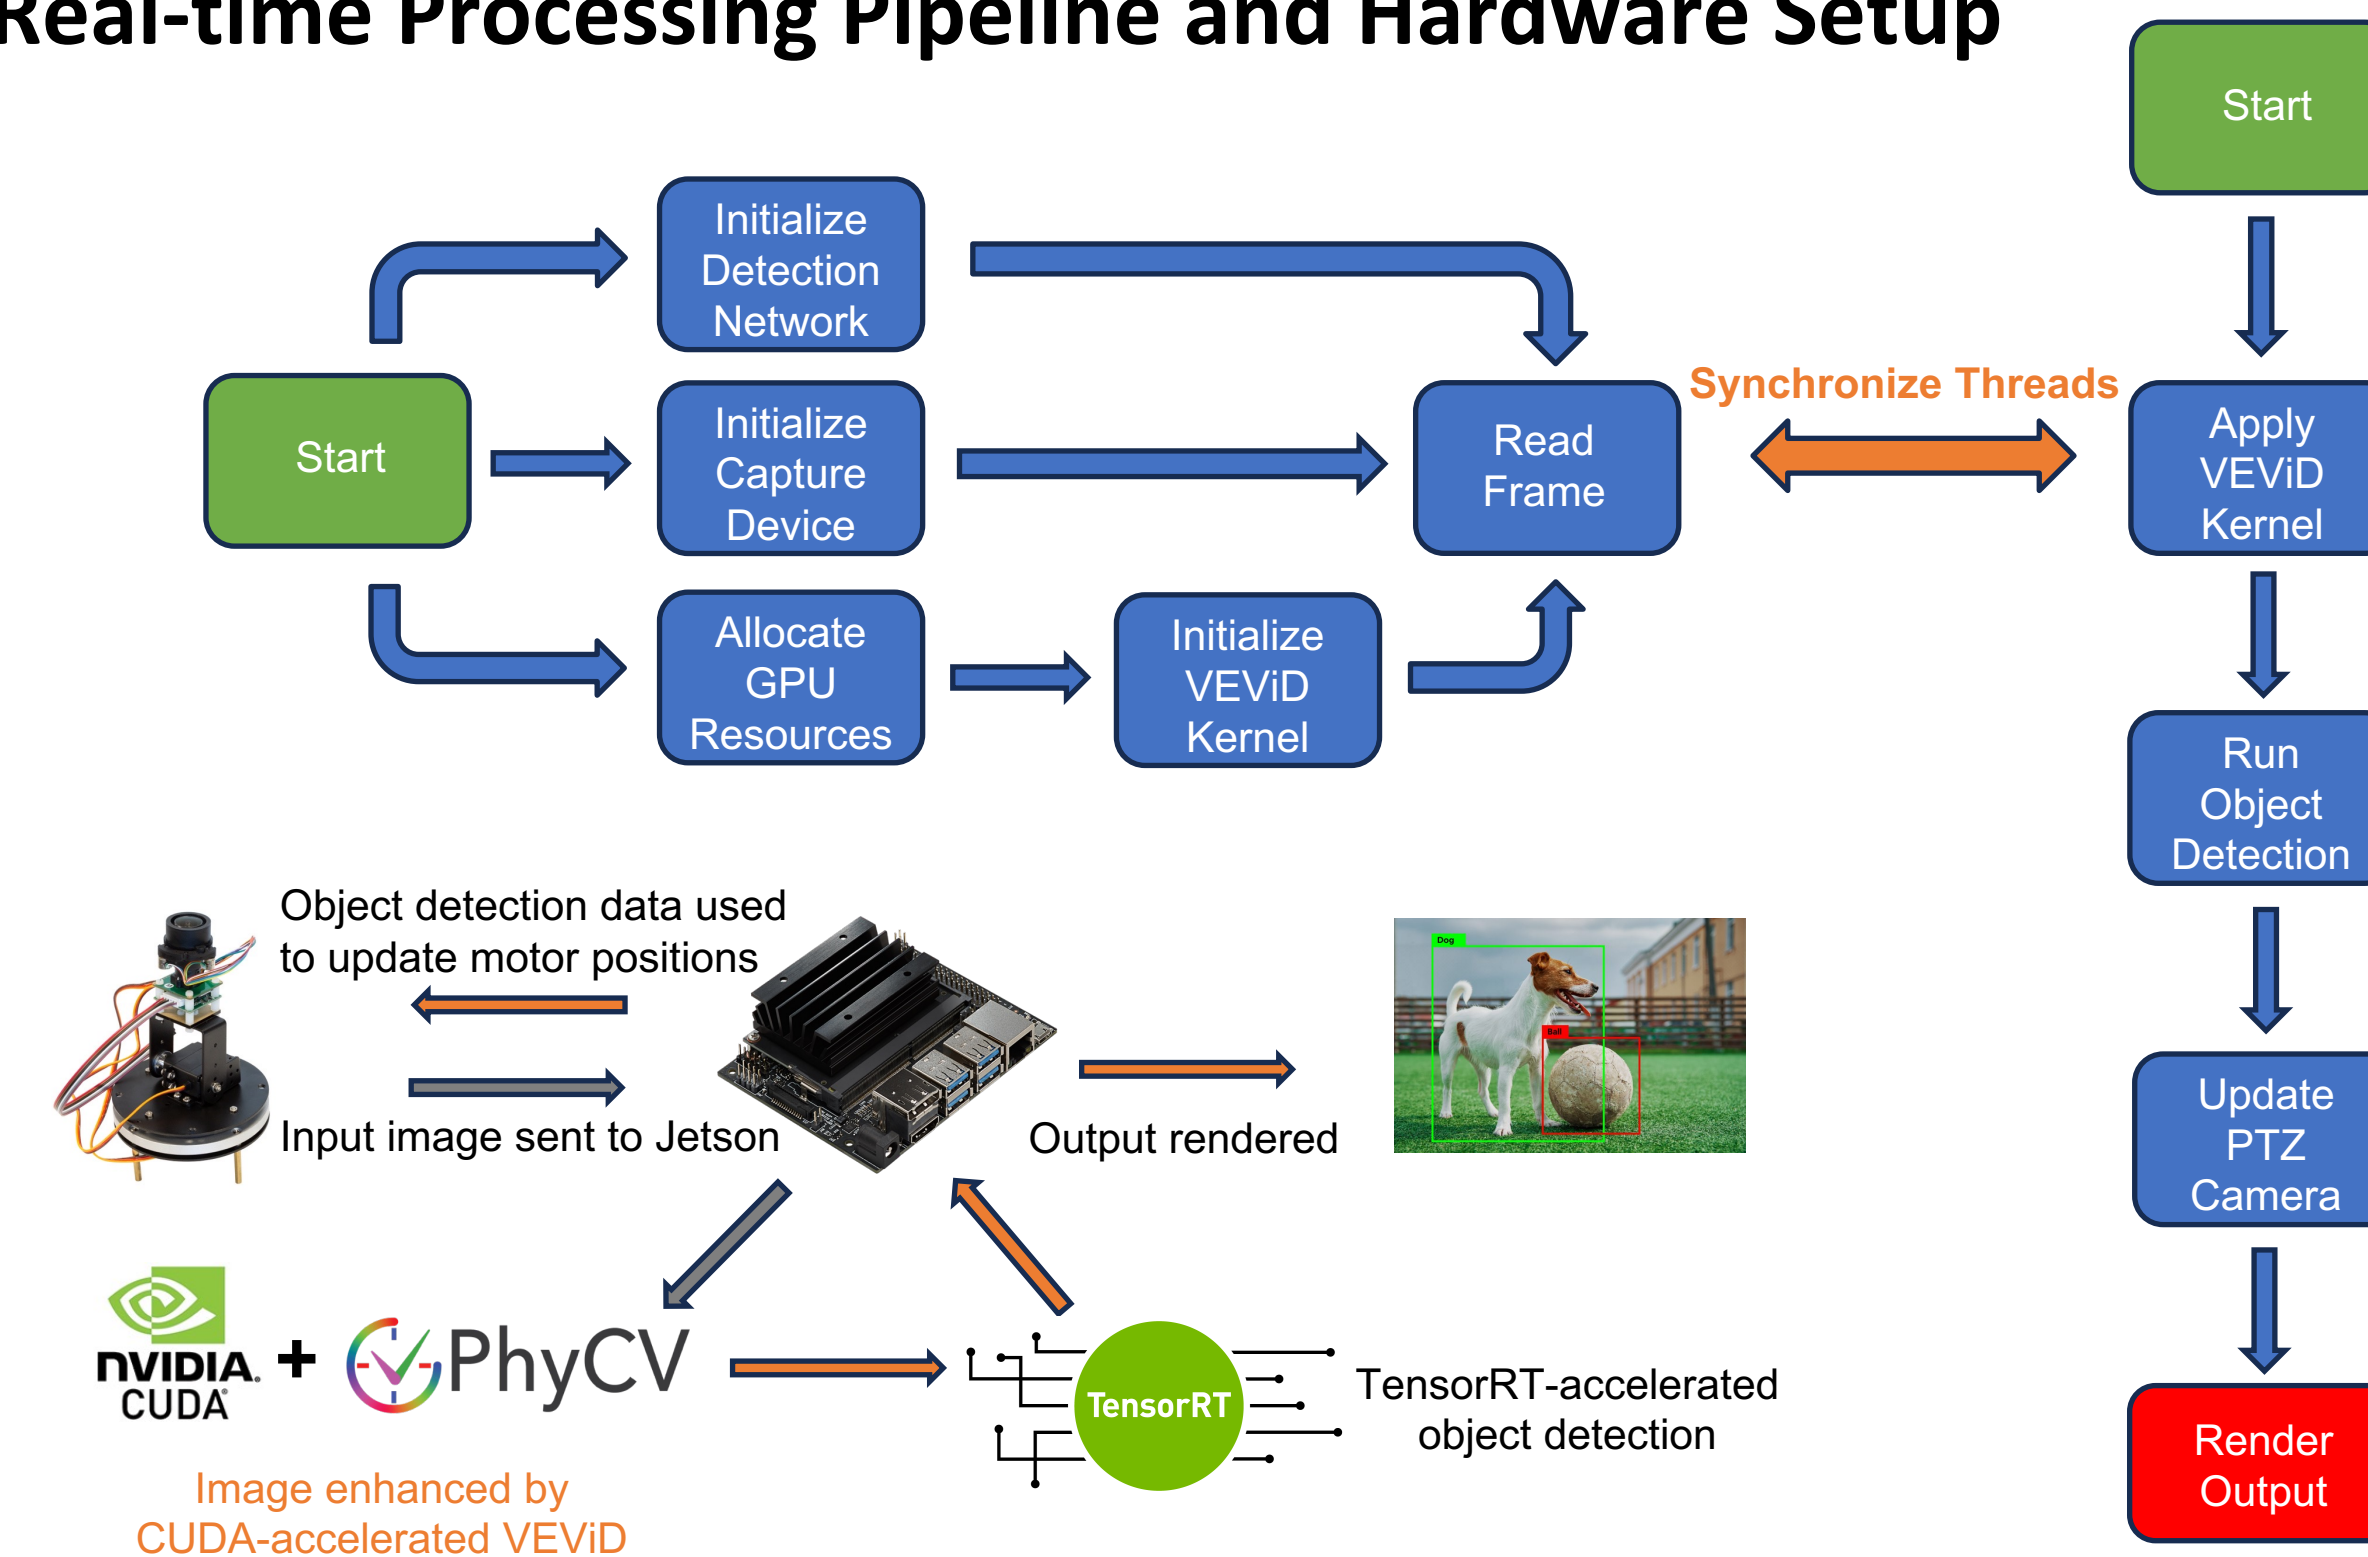 Real-time Processing Pipeline and Hardware Setup
Start
Initialize
Detection
Network
Start
Initialize
Capture
Device
Read
Frame
Synchronize Threads
Apply
VEViD
Kernel
Allocate
GPU
Resources
Initialize
VEViD
Kernel
Run
Object
Detection
Object detection data used
to update motor positions
Input image sent to Jetson
Output rendered
Dog
Ball
Update
PTZ
Camera
NVIDIA.
CUDA®
+
PhyCV
TensorRT
TensorRT-accelerated
object detection
Image enhanced by
CUDA-accelerated VEViD
Render
Output